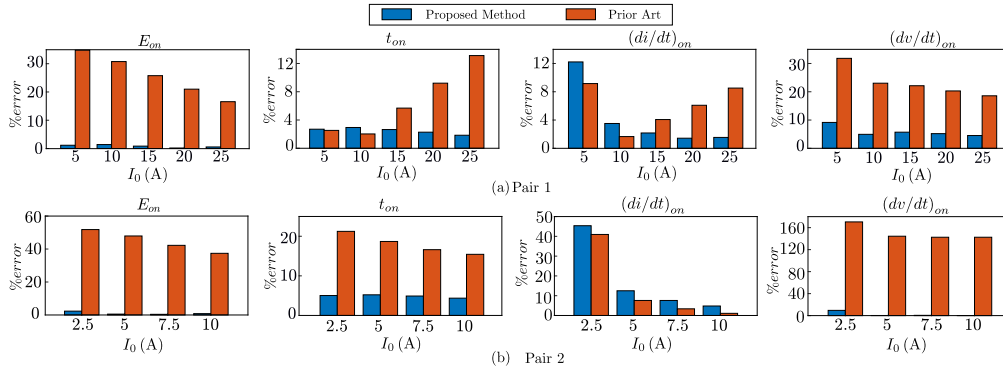 Proposed Method Prior Art
E_on
t_on
(di/dt)_on
(dv/dt)_on
%error
30
20
10
0
5 10 15 20 25
I_0 (A)
%error
12
8
4
0
5 10 15 20 25
I_0 (A)
%error
12
8
4
0
5 10 15 20 25
I_0 (A)
%error
30
20
10
0
5 10 15 20 25
I_0 (A)
(a) Pair 1
E_on
t_on
(di/dt)_on
(dv/dt)_on
%error
60
40
20
0
2.5 5 7.5 10
I_0 (A)
%error
20
10
0
2.5 5 7.5 10
I_0 (A)
%error
50
40
30
20
10
0
2.5 5 7.5 10
I_0 (A)
%error
160
120
80
40
0
2.5 5 7.5 10
I_0 (A)
(b) Pair 2